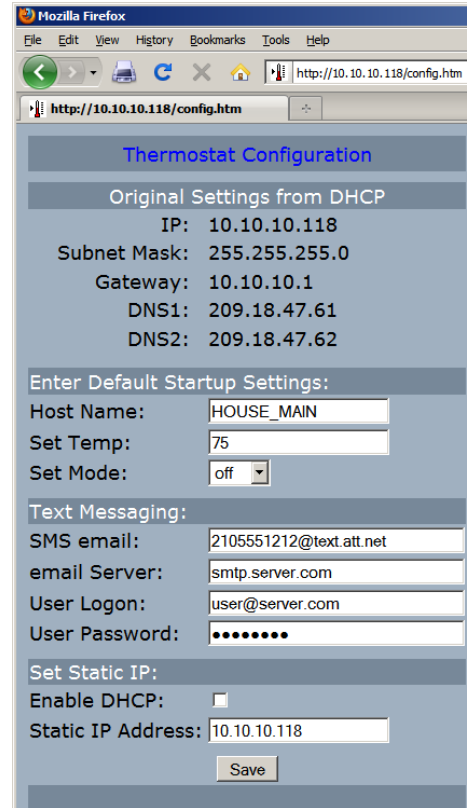 Mozilla Firefox
File Edit View History Bookmarks Tools Help
http://10.10.10.118/config.htm
http://10.10.10.118/config.htm
Thermostat Configuration
Original Settings from DHCP
IP: 10.10.10.118
Subnet Mask: 255.255.255.0
Gateway: 10.10.10.1
DNS1: 209.18.47.61
DNS2: 209.18.47.62
Enter Default Startup Settings:
Host Name: HOUSE_MAIN
Set Temp: 75
Set Mode: off
Text Messaging:
SMS email: 2105551212@text.att.net
email Server: smtp.server.com
User Logon: user@server.com
User Password: ●●●●●●●●
Set Static IP:
Enable DHCP:
Static IP Address: 10.10.10.118
Save